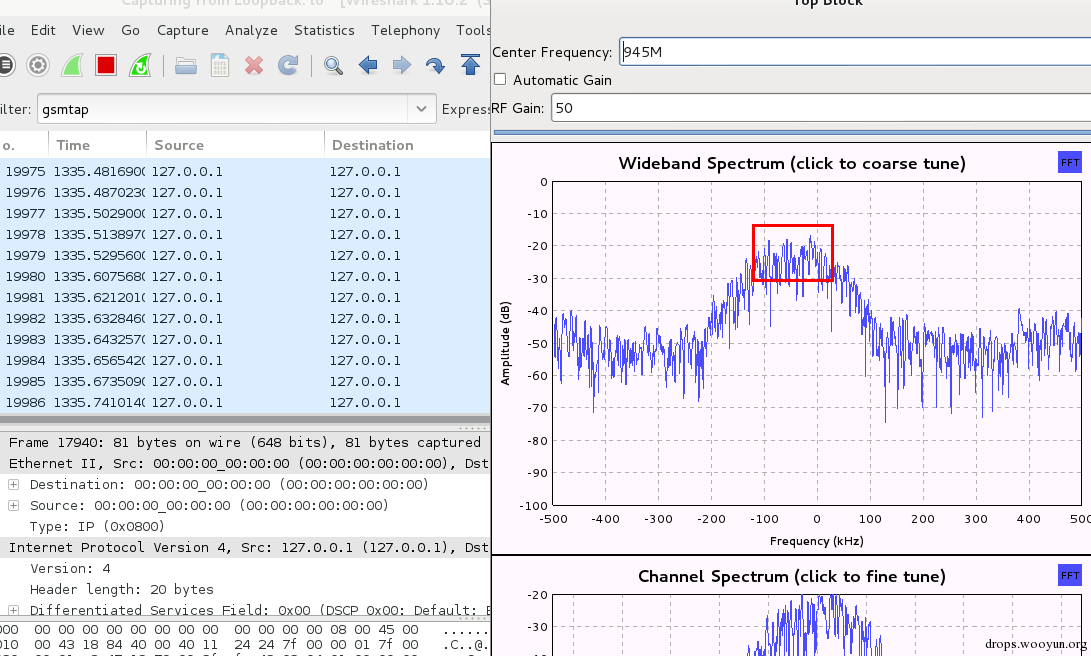 Capturing from Loopback: lo   [Wireshark 1.10.2
File Edit View Go Capture Analyze Statistics Telephony Tools
Filter: gsmtap Express
o. Time Source Destination
19975 1335.4816900 127.0.0.1 127.0.0.1
19976 1335.4870230 127.0.0.1 127.0.0.1
19977 1335.5029000 127.0.0.1 127.0.0.1
19978 1335.5138970 127.0.0.1 127.0.0.1
19979 1335.5295600 127.0.0.1 127.0.0.1
19980 1335.6075680 127.0.0.1 127.0.0.1
19981 1335.6212010 127.0.0.1 127.0.0.1
19982 1335.6328460 127.0.0.1 127.0.0.1
19983 1335.6432570 127.0.0.1 127.0.0.1
19984 1335.6565420 127.0.0.1 127.0.0.1
19985 1335.6735090 127.0.0.1 127.0.0.1
19986 1335.7410140 127.0.0.1 127.0.0.1
Frame 17940: 81 bytes on wire (648 bits), 81 bytes captured
Ethernet II, Src: 00:00:00_00:00:00 (00:00:00:00:00:00), Dst
Destination: 00:00:00_00:00:00 (00:00:00:00:00:00)
Source: 00:00:00_00:00:00 (00:00:00:00:00:00)
Type: IP (0x0800)
Internet Protocol Version 4, Src: 127.0.0.1 (127.0.0.1), Dst
Version: 4
Header length: 20 bytes
Differentiated Services Field: 0x00 (DSCP 0x00: Default; E
000 00 00 00 00 00 00 00 00 00 00 00 00 08 00 45 00 ......
010 00 43 18 84 40 00 40 11 24 24 7f 00 00 01 7f 00 .C..@.
Top Block
Center Frequency: 945M
Automatic Gain
RF Gain: 50
Wideband Spectrum (click to coarse tune)
FFT
0
-10
-20
-30
-40
-50
-60
-70
-80
-90
-100
Amplitude (dB)
-500 -400 -300 -200 -100 0 100 200 300 400 500
Frequency (kHz)
Channel Spectrum (click to fine tune)
FFT
-20
-30
-40
drops.wooyun.org